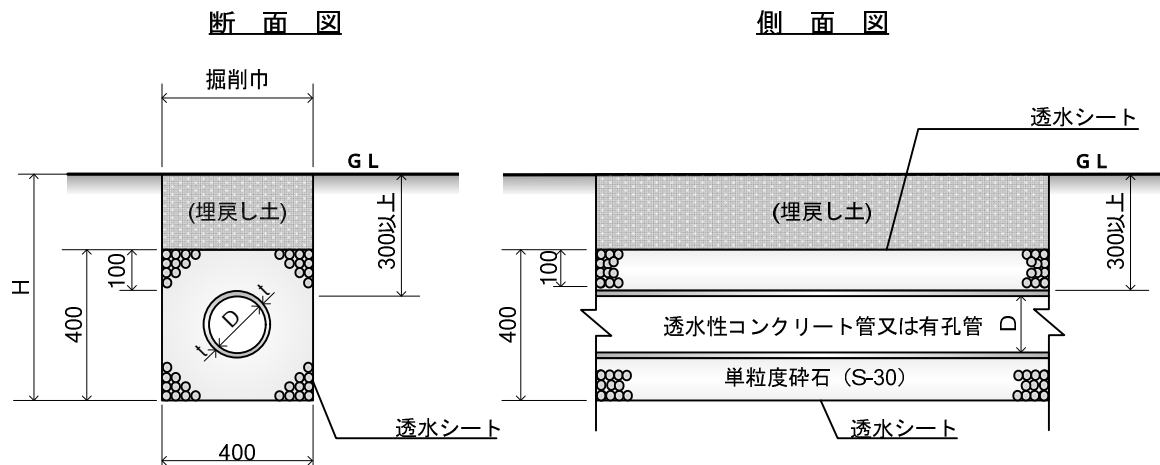 断面図
掘削巾
GL
(埋戻し土)
300以上
100
H
400
D
t
t
透水シート
400
側面図
透水シート
GL
(埋戻し土)
300以上
100
400
透水性コンクリート管又は有孔管
D
単粒度砕石（S-30）
透水シート